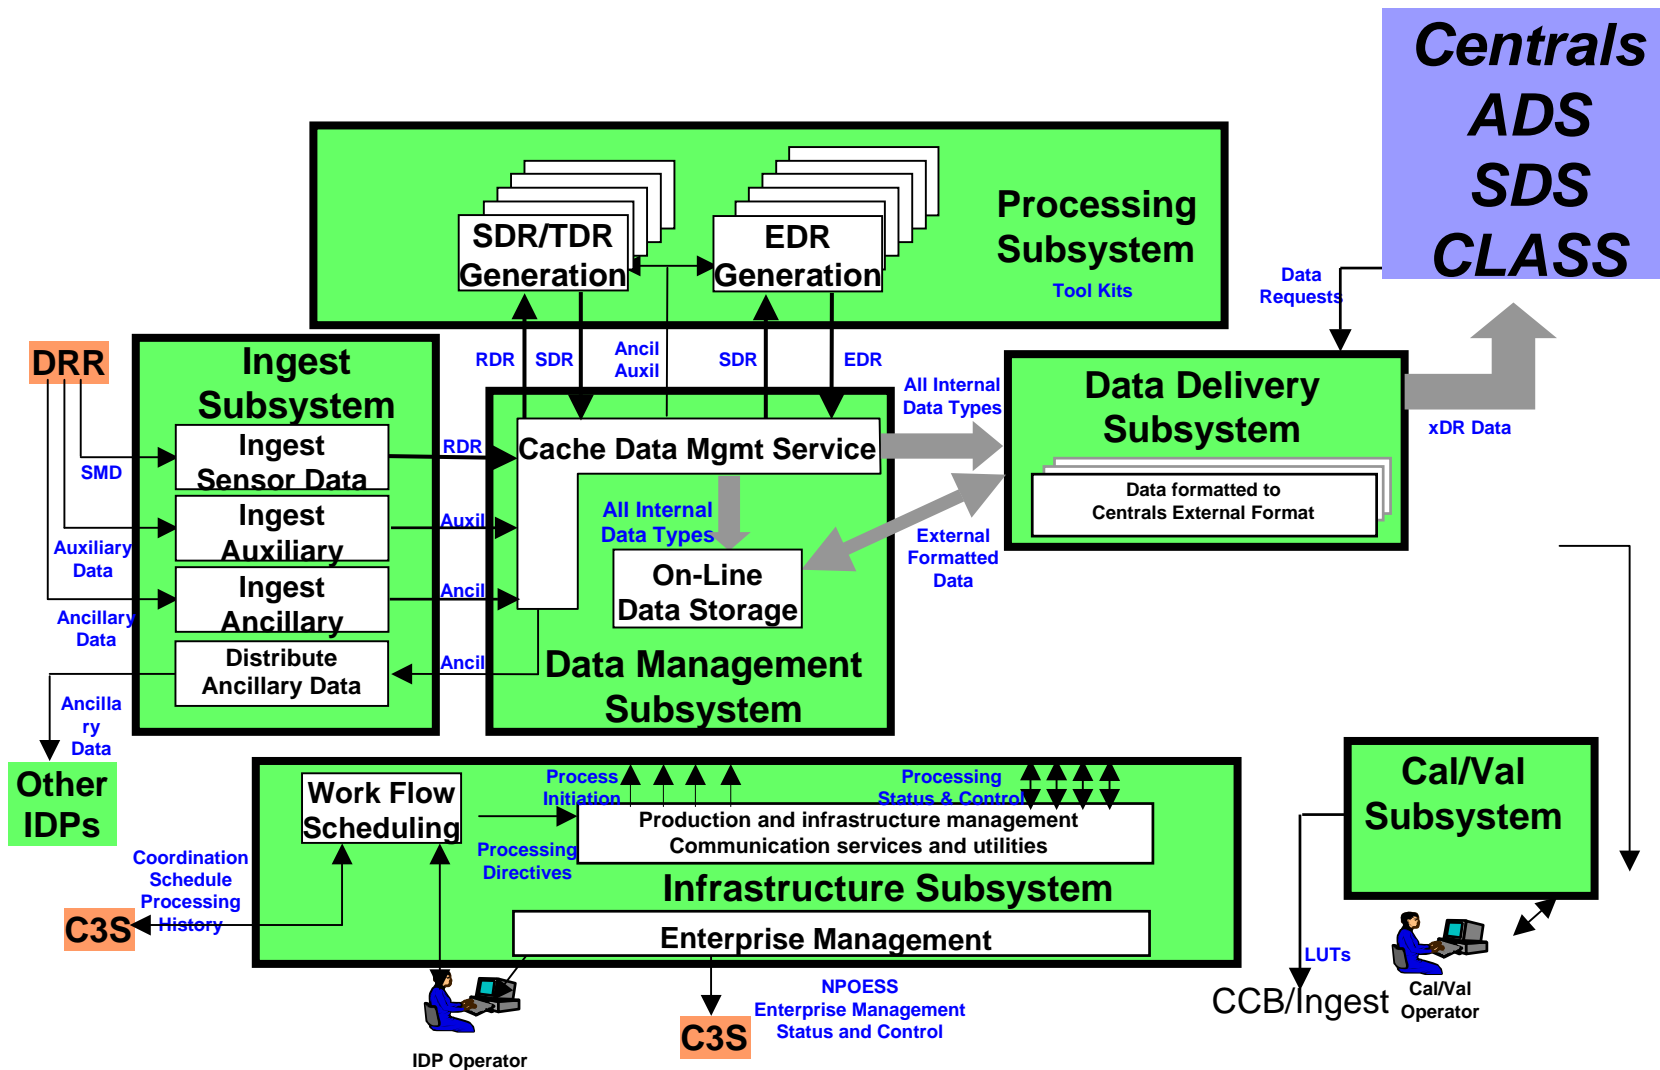 Centrals
ADS
SDS
CLASS
Processing
Subsystem
Tool Kits
SDR/TDR
Generation
EDR
Generation
Data
Requests
DRR
Ingest
Subsystem
RDR
SDR
Ancil
Auxil
SDR
EDR
All Internal
Data Types
Data Delivery
Subsystem
xDR Data
Ingest
Sensor Data
SMD
RDR
Cache Data Mgmt Service
Data formatted to
Centrals External Format
Ingest
Auxiliary
Auxil
All Internal
Data Types
External
Formatted
Data
Auxiliary
Data
Ingest
Ancillary
Ancil
On-Line
Data Storage
Ancillary
Data
Distribute
Ancillary Data
Ancil
Data Management
Subsystem
Ancilla
ry
Data
Other
IDPs
Work Flow
Scheduling
Process
Initiation
Processing
Status & Control
Production and infrastructure management
Communication services and utilities
Processing
Directives
Infrastructure Subsystem
Enterprise Management
Cal/Val
Subsystem
Coordination
Schedule
Processing
History
C3S
LUTs
CCB/Ingest
Cal/Val
Operator
NPOESS
Enterprise Management
Status and Control
C3S
IDP Operator